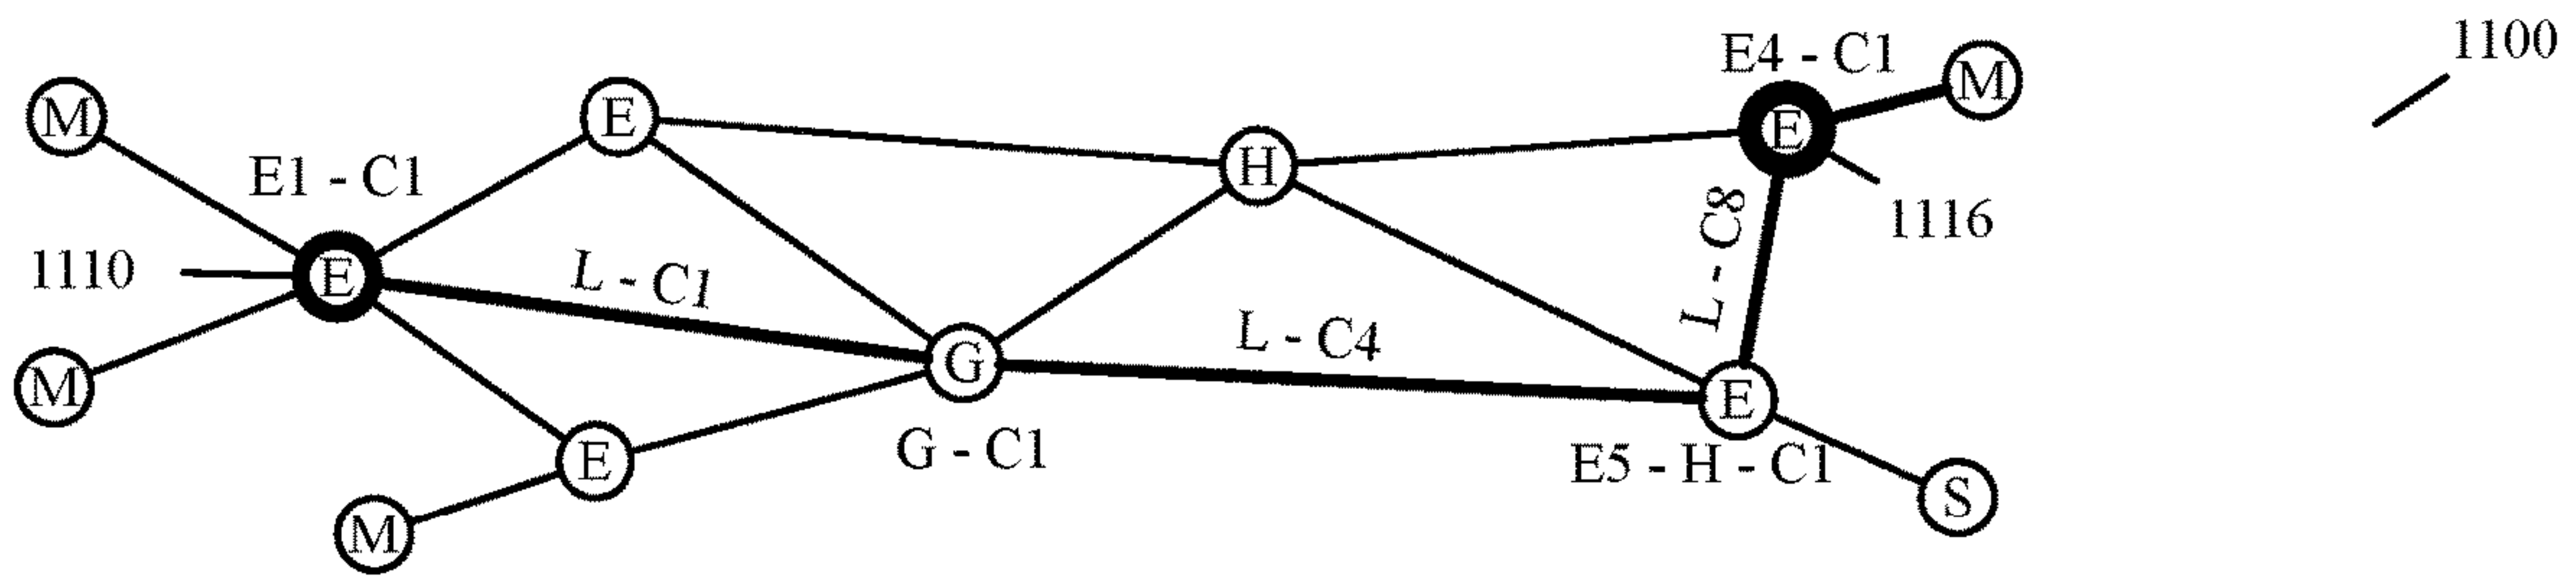 1100
E4 - C1
M
M
E
E
H
E1 - C1
L - C8
1116
1110
E
L - C1
L - C4
G
M
E
G - C1
E
E5 - H - C1
S
M